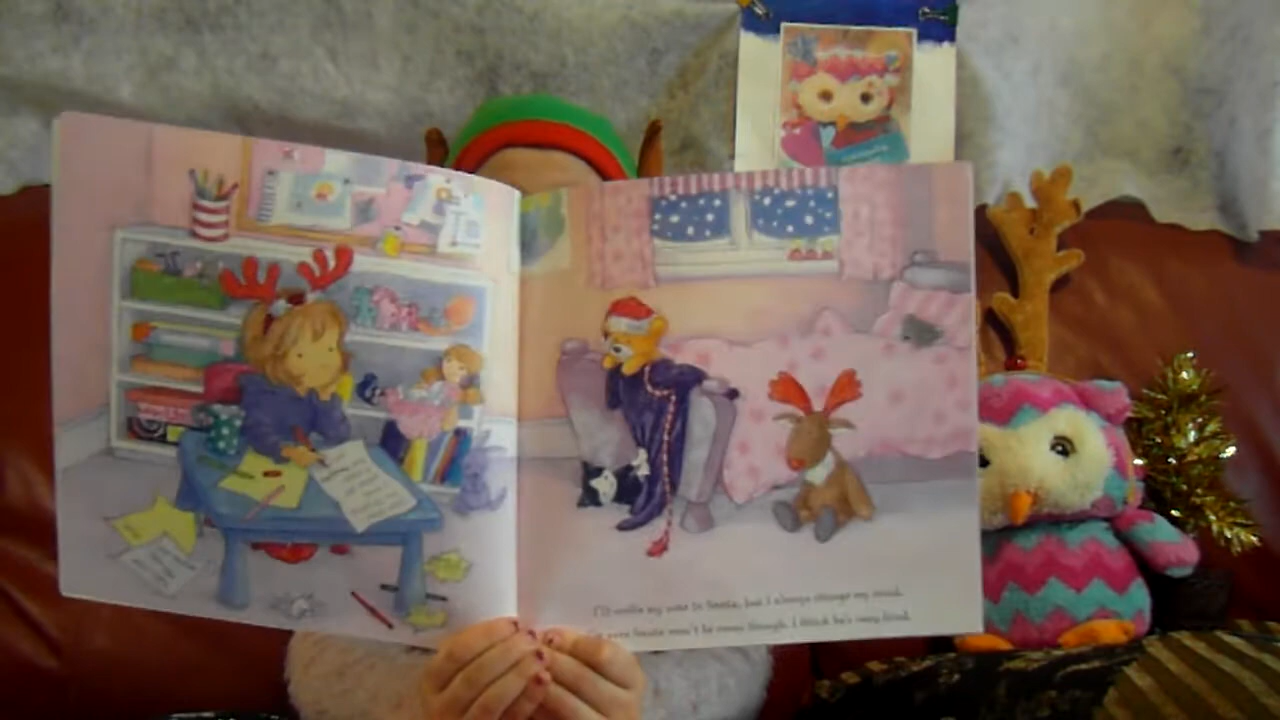 I'll write my note to Santa, but I always change my mind.
sure Santa won't be cross though, I think he's very kind.